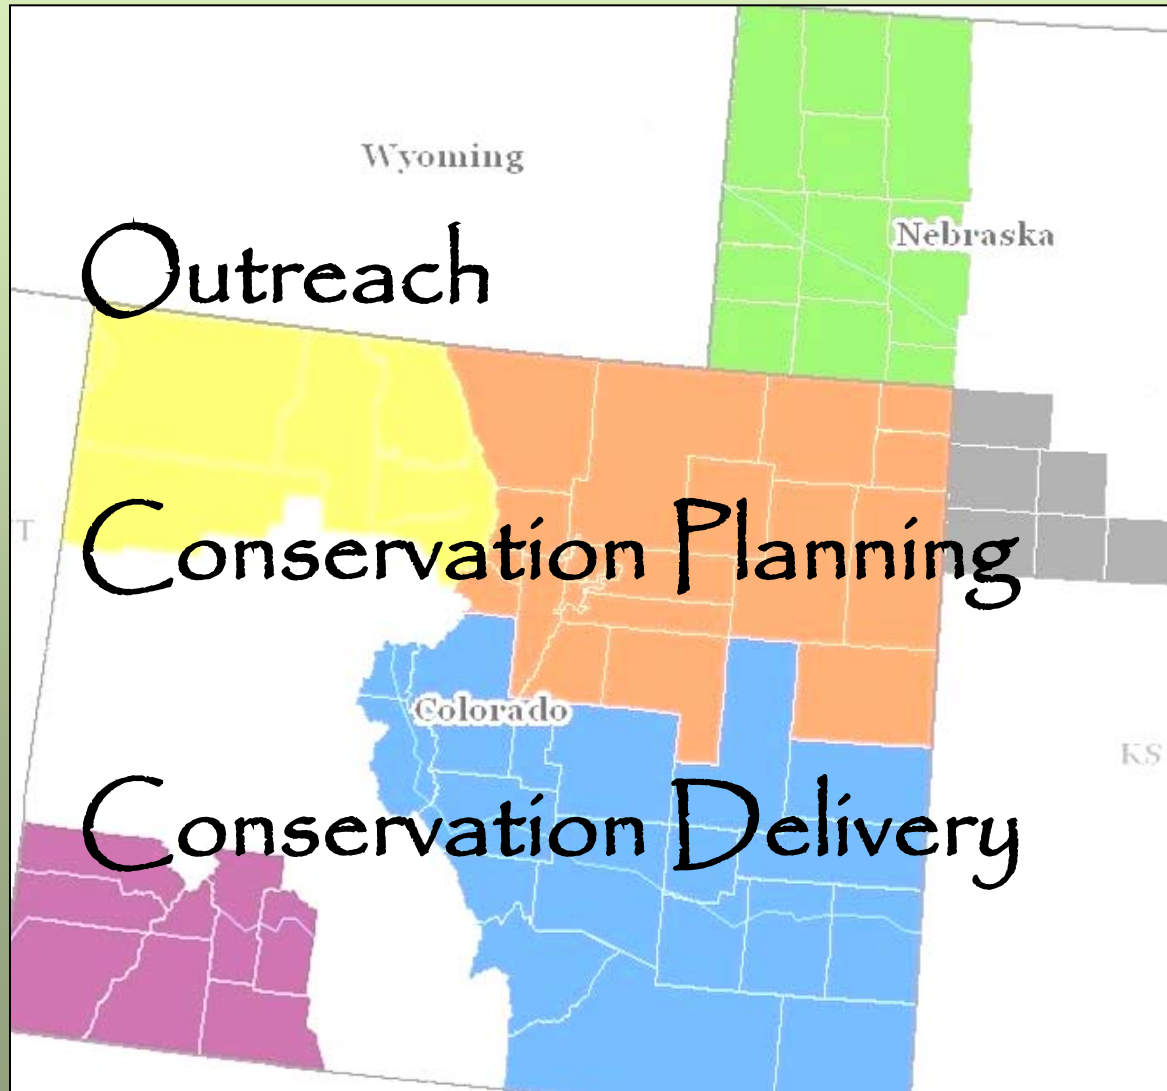 Wyoming
Nebraska
Outreach
T
Conservation Planning
Colorado
KS
Conservation Delivery